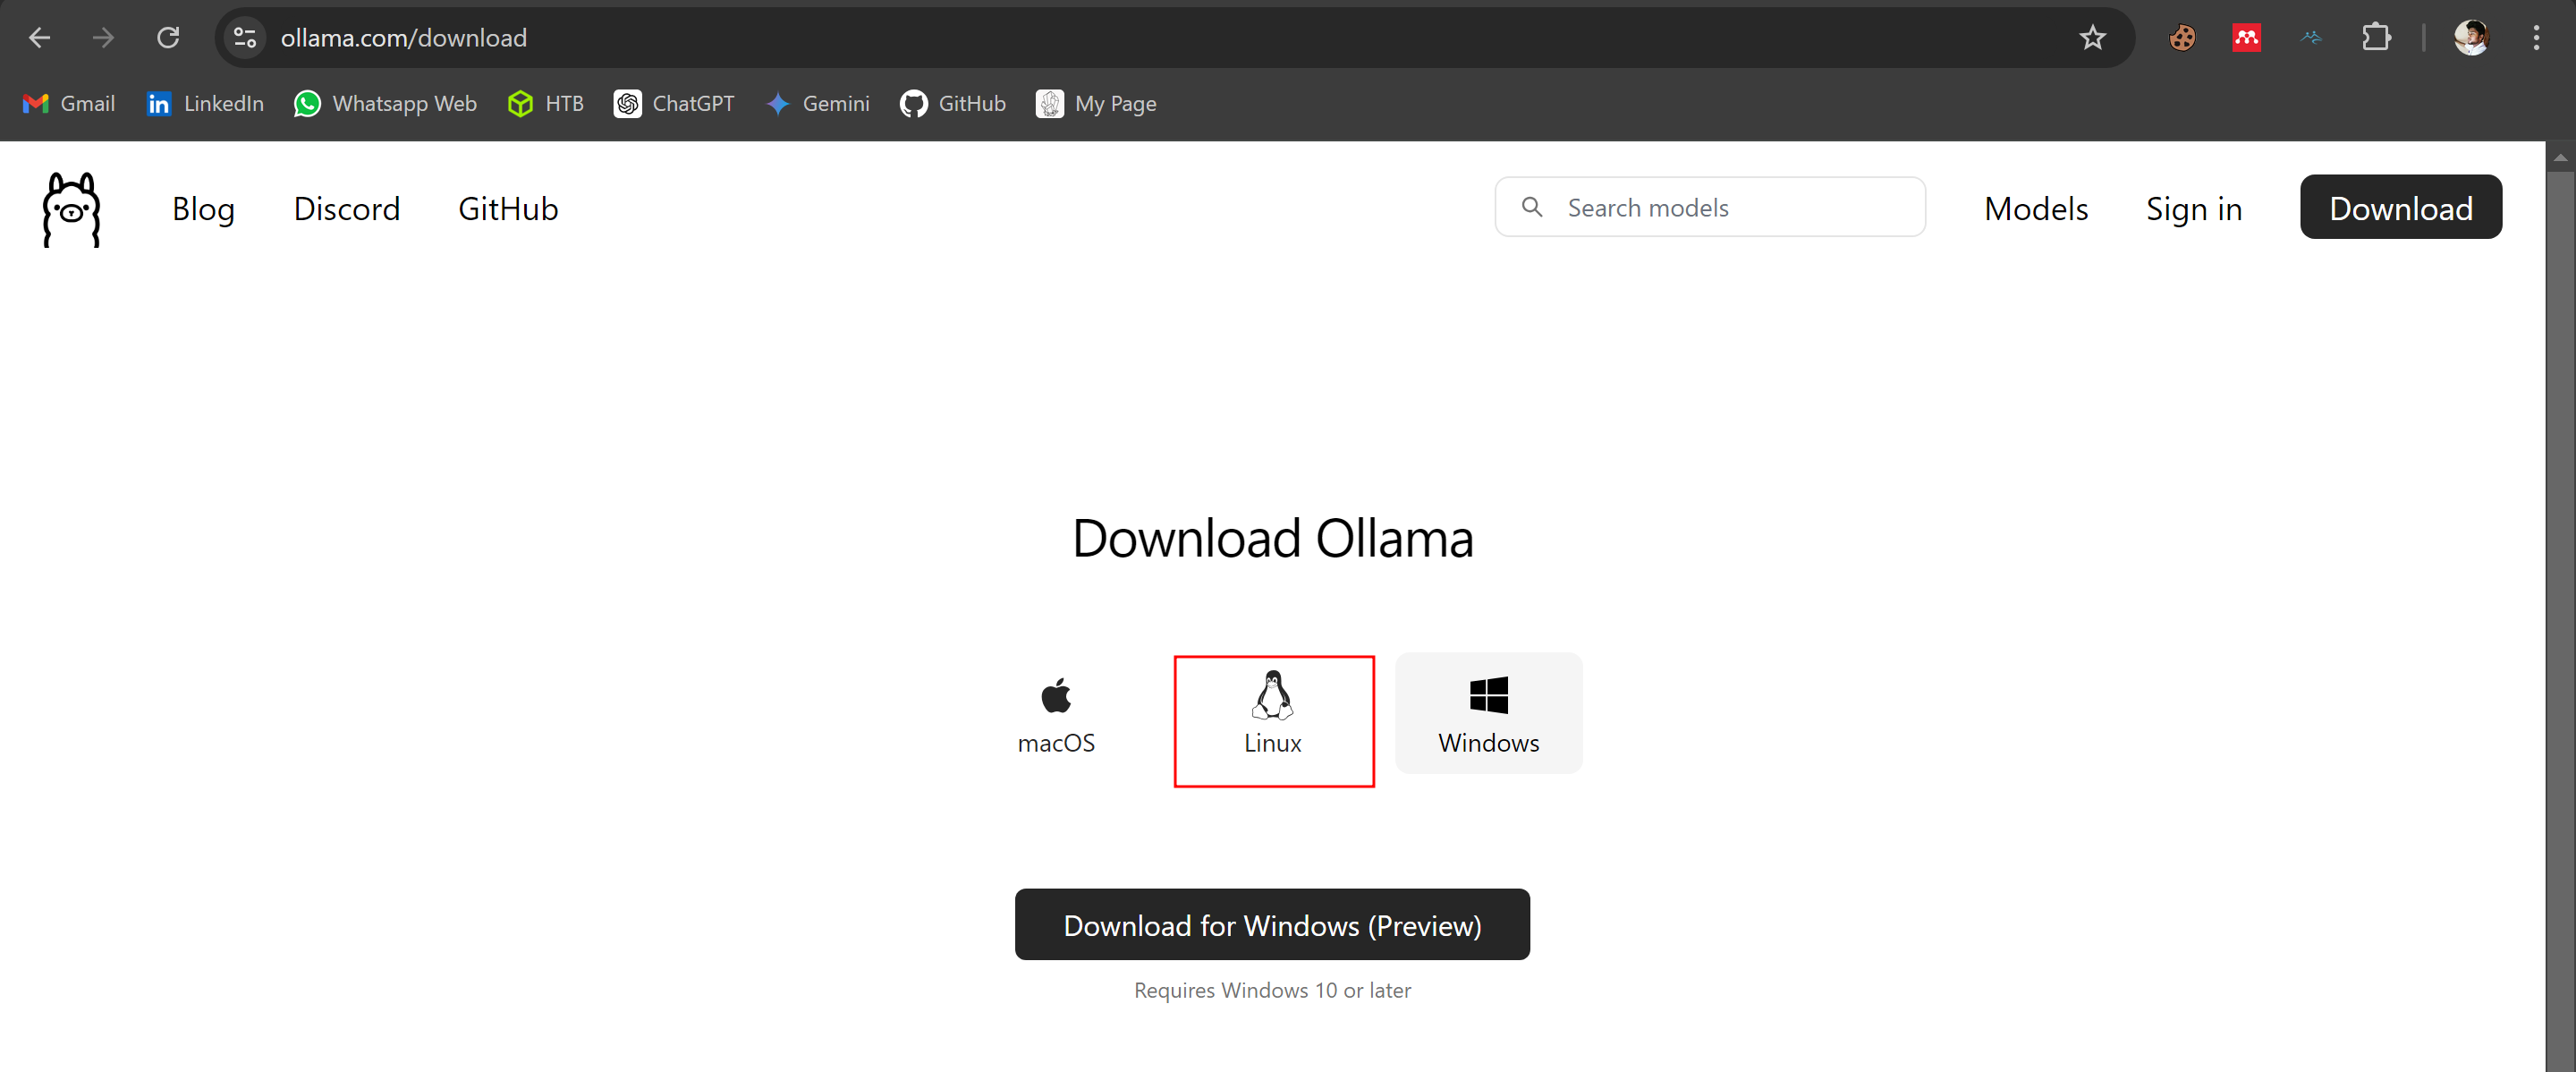 ollama.com/download
Gmail LinkedIn Whatsapp Web HTB ChatGPT Gemini GitHub My Page
Blog Discord GitHub Search models Models Sign in Download
Download Ollama
macOS Linux Windows
Download for Windows (Preview)
Requires Windows 10 or later